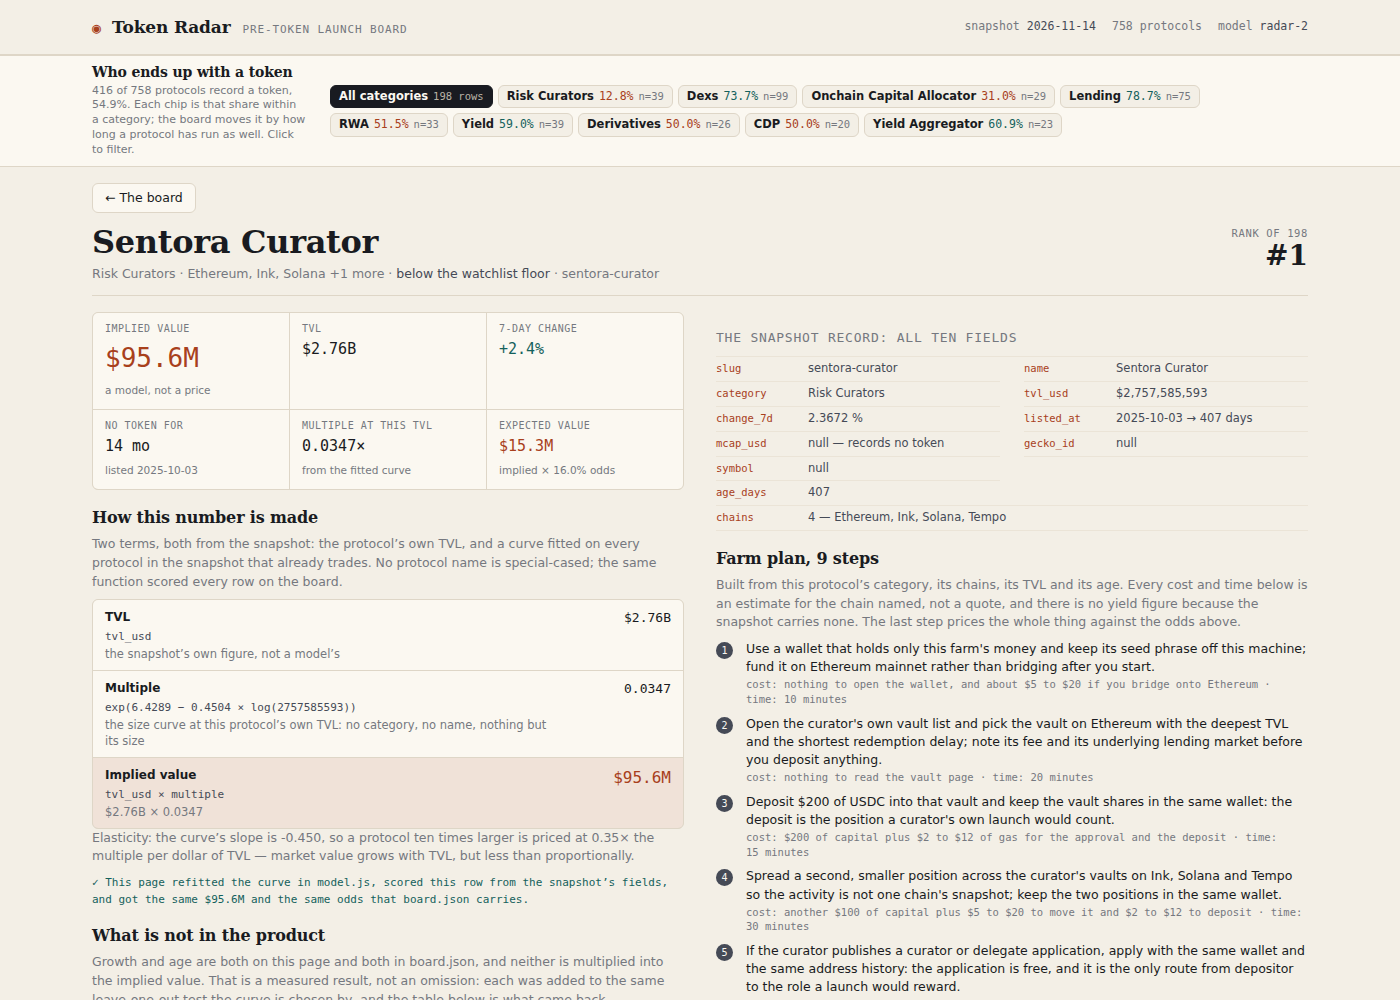 ◉ Token Radar PRE-TOKEN LAUNCH BOARD
snapshot 2026-11-14 758 protocols model radar-2
Who ends up with a token
416 of 758 protocols record a token,
54.9%. Each chip is that share within
a category; the board moves it by how
long a protocol has run as well. Click
to filter.
All categories 198 rows Risk Curators 12.8% n=39 Dexs 73.7% n=99 Onchain Capital Allocator 31.0% n=29 Lending 78.7% n=75
RWA 51.5% n=33 Yield 59.0% n=39 Derivatives 50.0% n=26 CDP 50.0% n=20 Yield Aggregator 60.9% n=23
← The board
Sentora Curator
Risk Curators · Ethereum, Ink, Solana +1 more · below the watchlist floor · sentora-curator
RANK OF 198
#1
IMPLIED VALUE
$95.6M
a model, not a price
TVL
$2.76B
7-DAY CHANGE
+2.4%
NO TOKEN FOR
14 mo
listed 2025-10-03
MULTIPLE AT THIS TVL
0.0347×
from the fitted curve
EXPECTED VALUE
$15.3M
implied × 16.0% odds
How this number is made
Two terms, both from the snapshot: the protocol’s own TVL, and a curve fitted on every
protocol in the snapshot that already trades. No protocol name is special-cased; the same
function scored every row on the board.
TVL $2.76B
tvl_usd
the snapshot’s own figure, not a model’s
Multiple 0.0347
exp(6.4289 − 0.4504 × log(2757585593))
the size curve at this protocol’s own TVL: no category, no name, nothing but
its size
Implied value $95.6M
tvl_usd × multiple
$2.76B × 0.0347
Elasticity: the curve’s slope is -0.450, so a protocol ten times larger is priced at 0.35× the
multiple per dollar of TVL — market value grows with TVL, but less than proportionally.
✓ This page refitted the curve in model.js, scored this row from the snapshot’s fields,
and got the same $95.6M and the same odds that board.json carries.
What is not in the product
Growth and age are both on this page and both in board.json, and neither is multiplied into
the implied value. That is a measured result, not an omission: each was added to the same
leave-one-out test the curve is chosen by, and the table below is what came back.
THE SNAPSHOT RECORD: ALL TEN FIELDS
slug sentora-curator name Sentora Curator
category Risk Curators tvl_usd $2,757,585,593
change_7d 2.3672 % listed_at 2025-10-03 → 407 days
mcap_usd null — records no token gecko_id null
symbol null
age_days 407
chains 4 — Ethereum, Ink, Solana, Tempo
Farm plan, 9 steps
Built from this protocol’s category, its chains, its TVL and its age. Every cost and time below is
an estimate for the chain named, not a quote, and there is no yield figure because the
snapshot carries none. The last step prices the whole thing against the odds above.
1 Use a wallet that holds only this farm's money and keep its seed phrase off this machine;
fund it on Ethereum mainnet rather than bridging after you start.
cost: nothing to open the wallet, and about $5 to $20 if you bridge onto Ethereum ·
time: 10 minutes
2 Open the curator's own vault list and pick the vault on Ethereum with the deepest TVL
and the shortest redemption delay; note its fee and its underlying lending market before
you deposit anything.
cost: nothing to read the vault page · time: 20 minutes
3 Deposit $200 of USDC into that vault and keep the vault shares in the same wallet: the
deposit is the position a curator's own launch would count.
cost: $200 of capital plus $2 to $12 of gas for the approval and the deposit · time:
15 minutes
4 Spread a second, smaller position across the curator's vaults on Ink, Solana and Tempo
so the activity is not one chain's snapshot; keep the two positions in the same wallet.
cost: another $100 of capital plus $5 to $20 to move it and $2 to $12 to deposit · time:
30 minutes
5 If the curator publishes a curator or delegate application, apply with the same wallet and
the same address history: the application is free, and it is the only route from depositor
to the role a launch would reward.